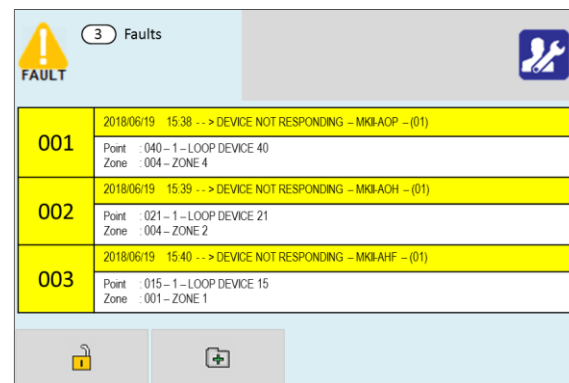 3 Faults
FAULT
001
2018/06/19 15:38 - - > DEVICE NOT RESPONDING – MKII-AOP – (01)
Point : 040 – 1 – LOOP DEVICE 40
Zone : 004 – ZONE 4
002
2018/06/19 15:39 - - > DEVICE NOT RESPONDING – MKII-AOH – (01)
Point : 021 – 1 – LOOP DEVICE 21
Zone : 004 – ZONE 2
003
2018/06/19 15:40 - - > DEVICE NOT RESPONDING – MKII-AHF – (01)
Point : 015 – 1 – LOOP DEVICE 15
Zone : 001 – ZONE 1